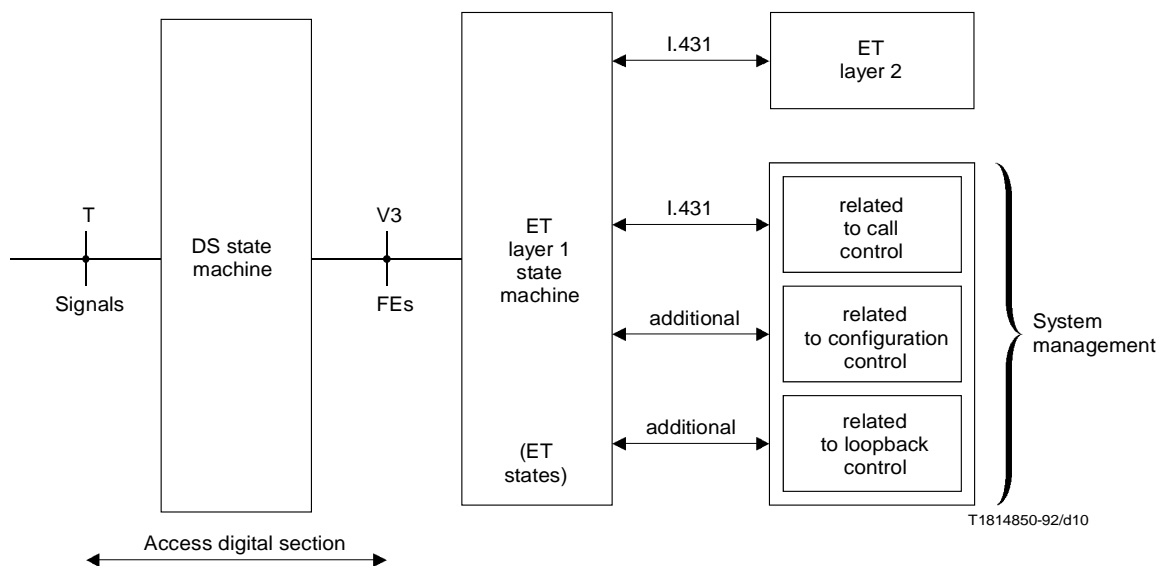 I.431
ET
layer 2
T
Signals
DS state
machine
V3
FEs
ET
layer 1
state
machine
(ET
states)
I.431
related
to call
control
additional
related
to configuration
control
additional
related
to loopback
control
System
management
T1814850-92/d10
Access digital section